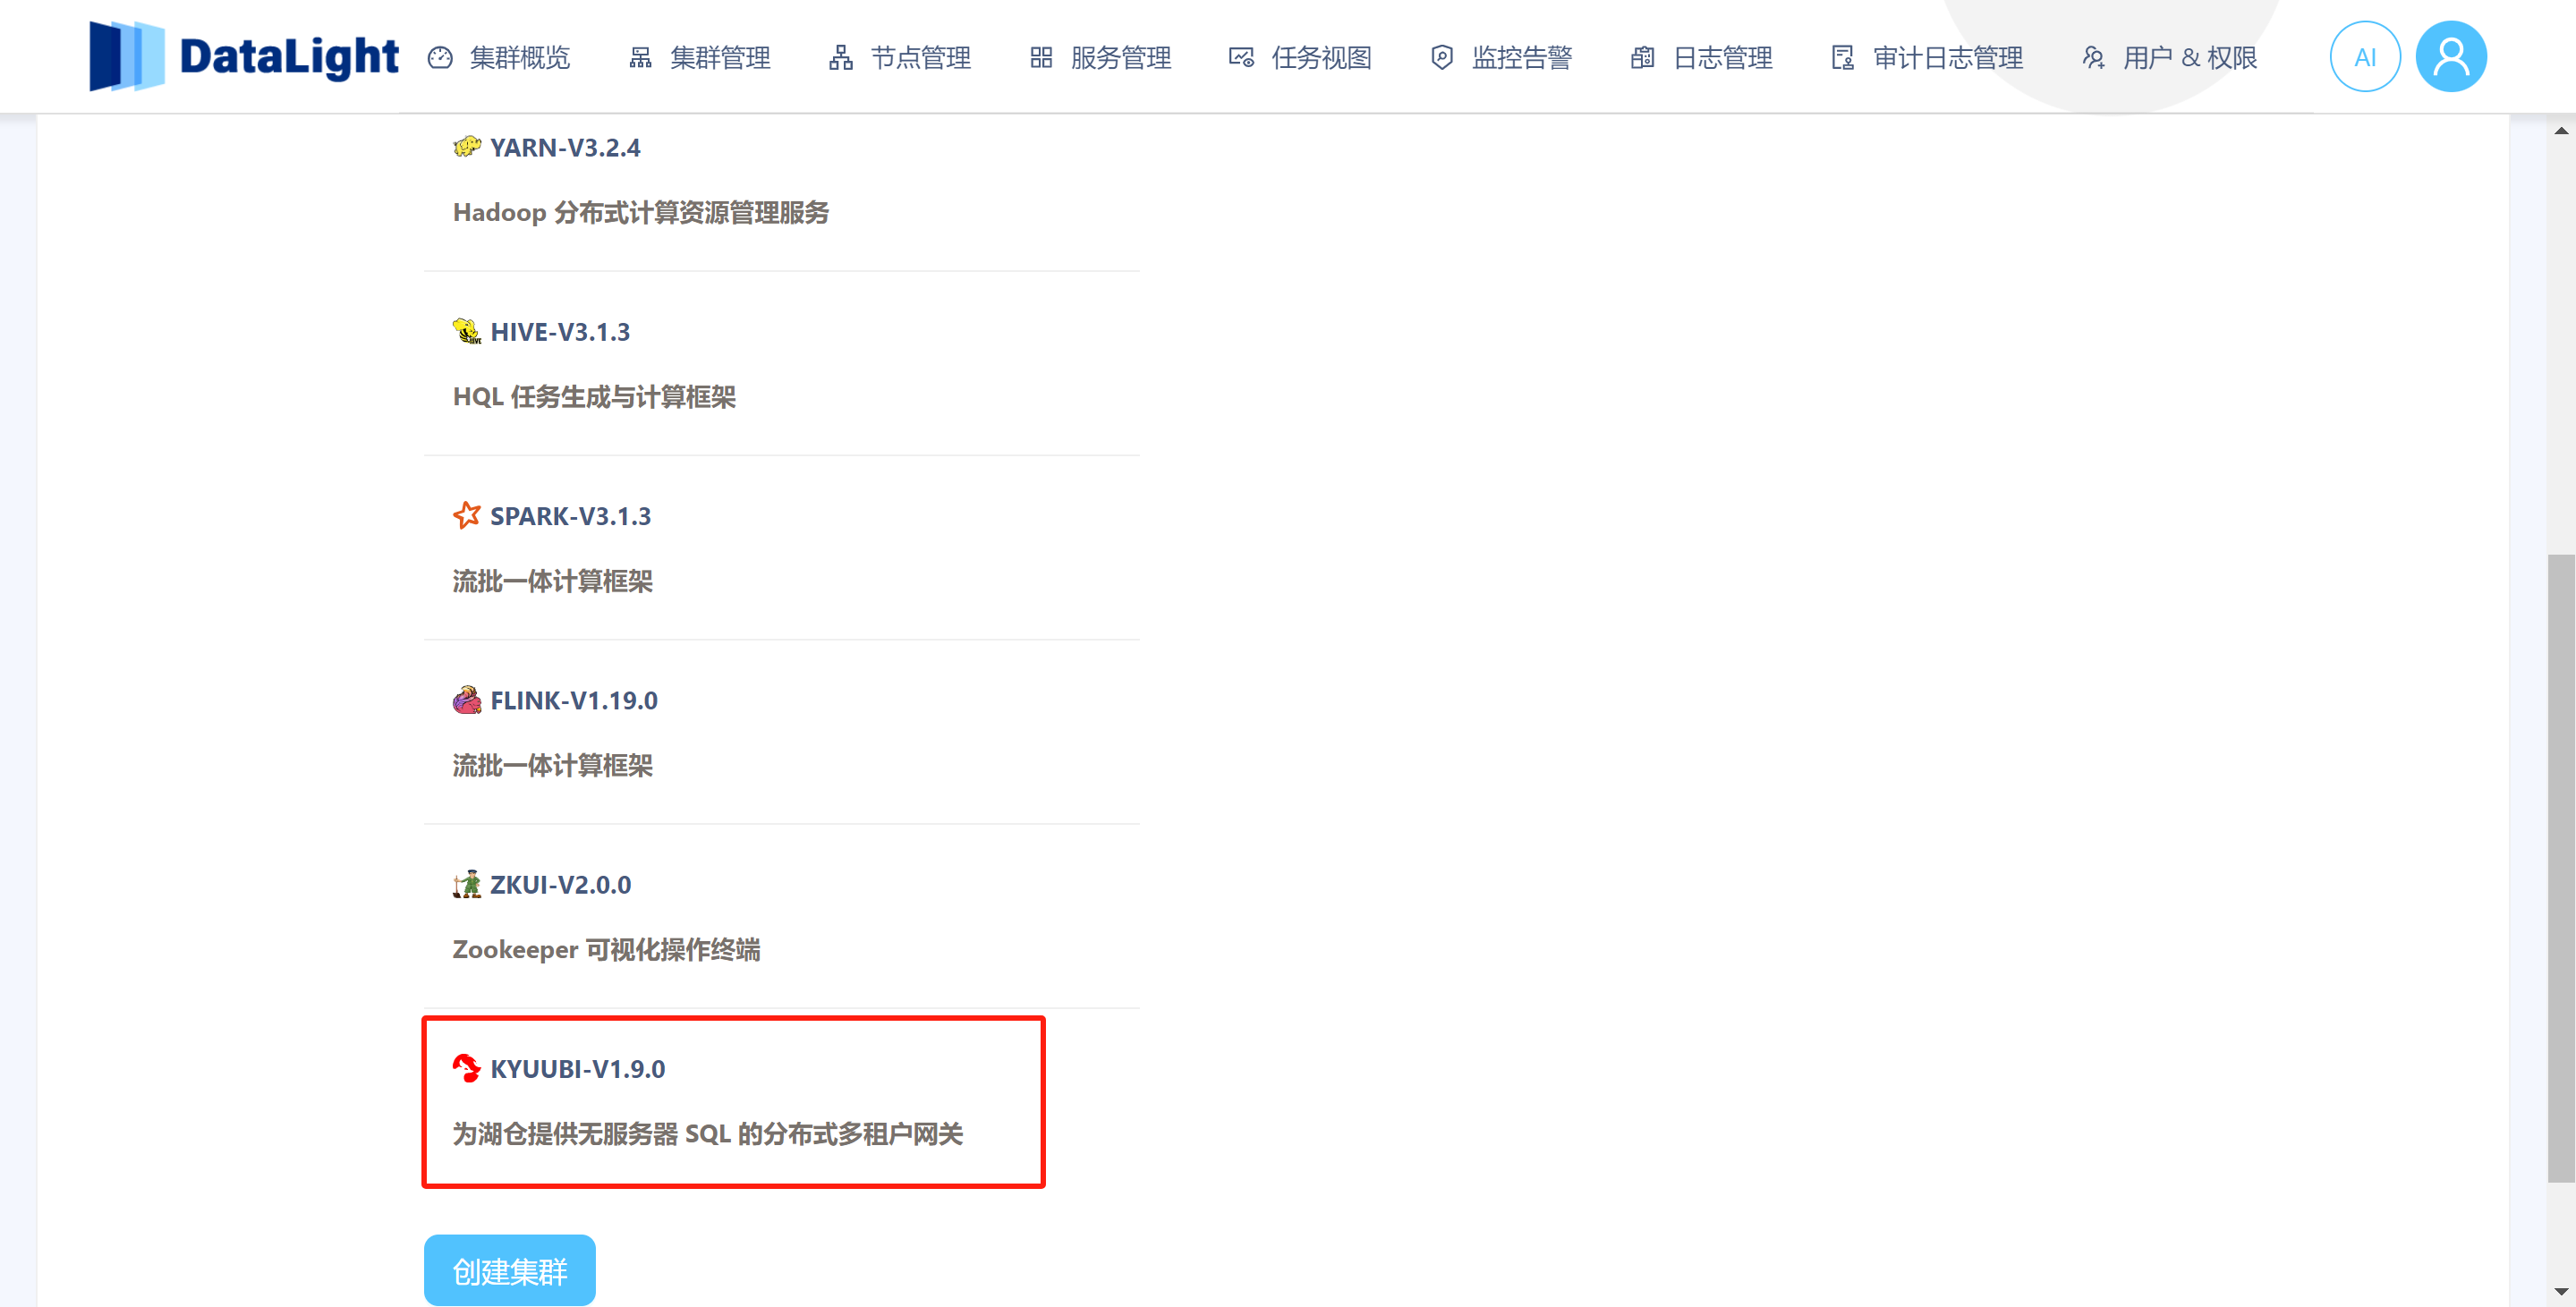 DataLight 集群概览 集群管理 节点管理 服务管理 任务视图 监控告警 日志管理 审计日志管理 用户 & 权限 AI
YARN-V3.2.4
Hadoop 分布式计算资源管理服务
HIVE-V3.1.3
HQL 任务生成与计算框架
SPARK-V3.1.3
流批一体计算框架
FLINK-V1.19.0
流批一体计算框架
ZKUI-V2.0.0
Zookeeper 可视化操作终端
KYUUBI-V1.9.0
为湖仓提供无服务器 SQL 的分布式多租户网关
创建集群